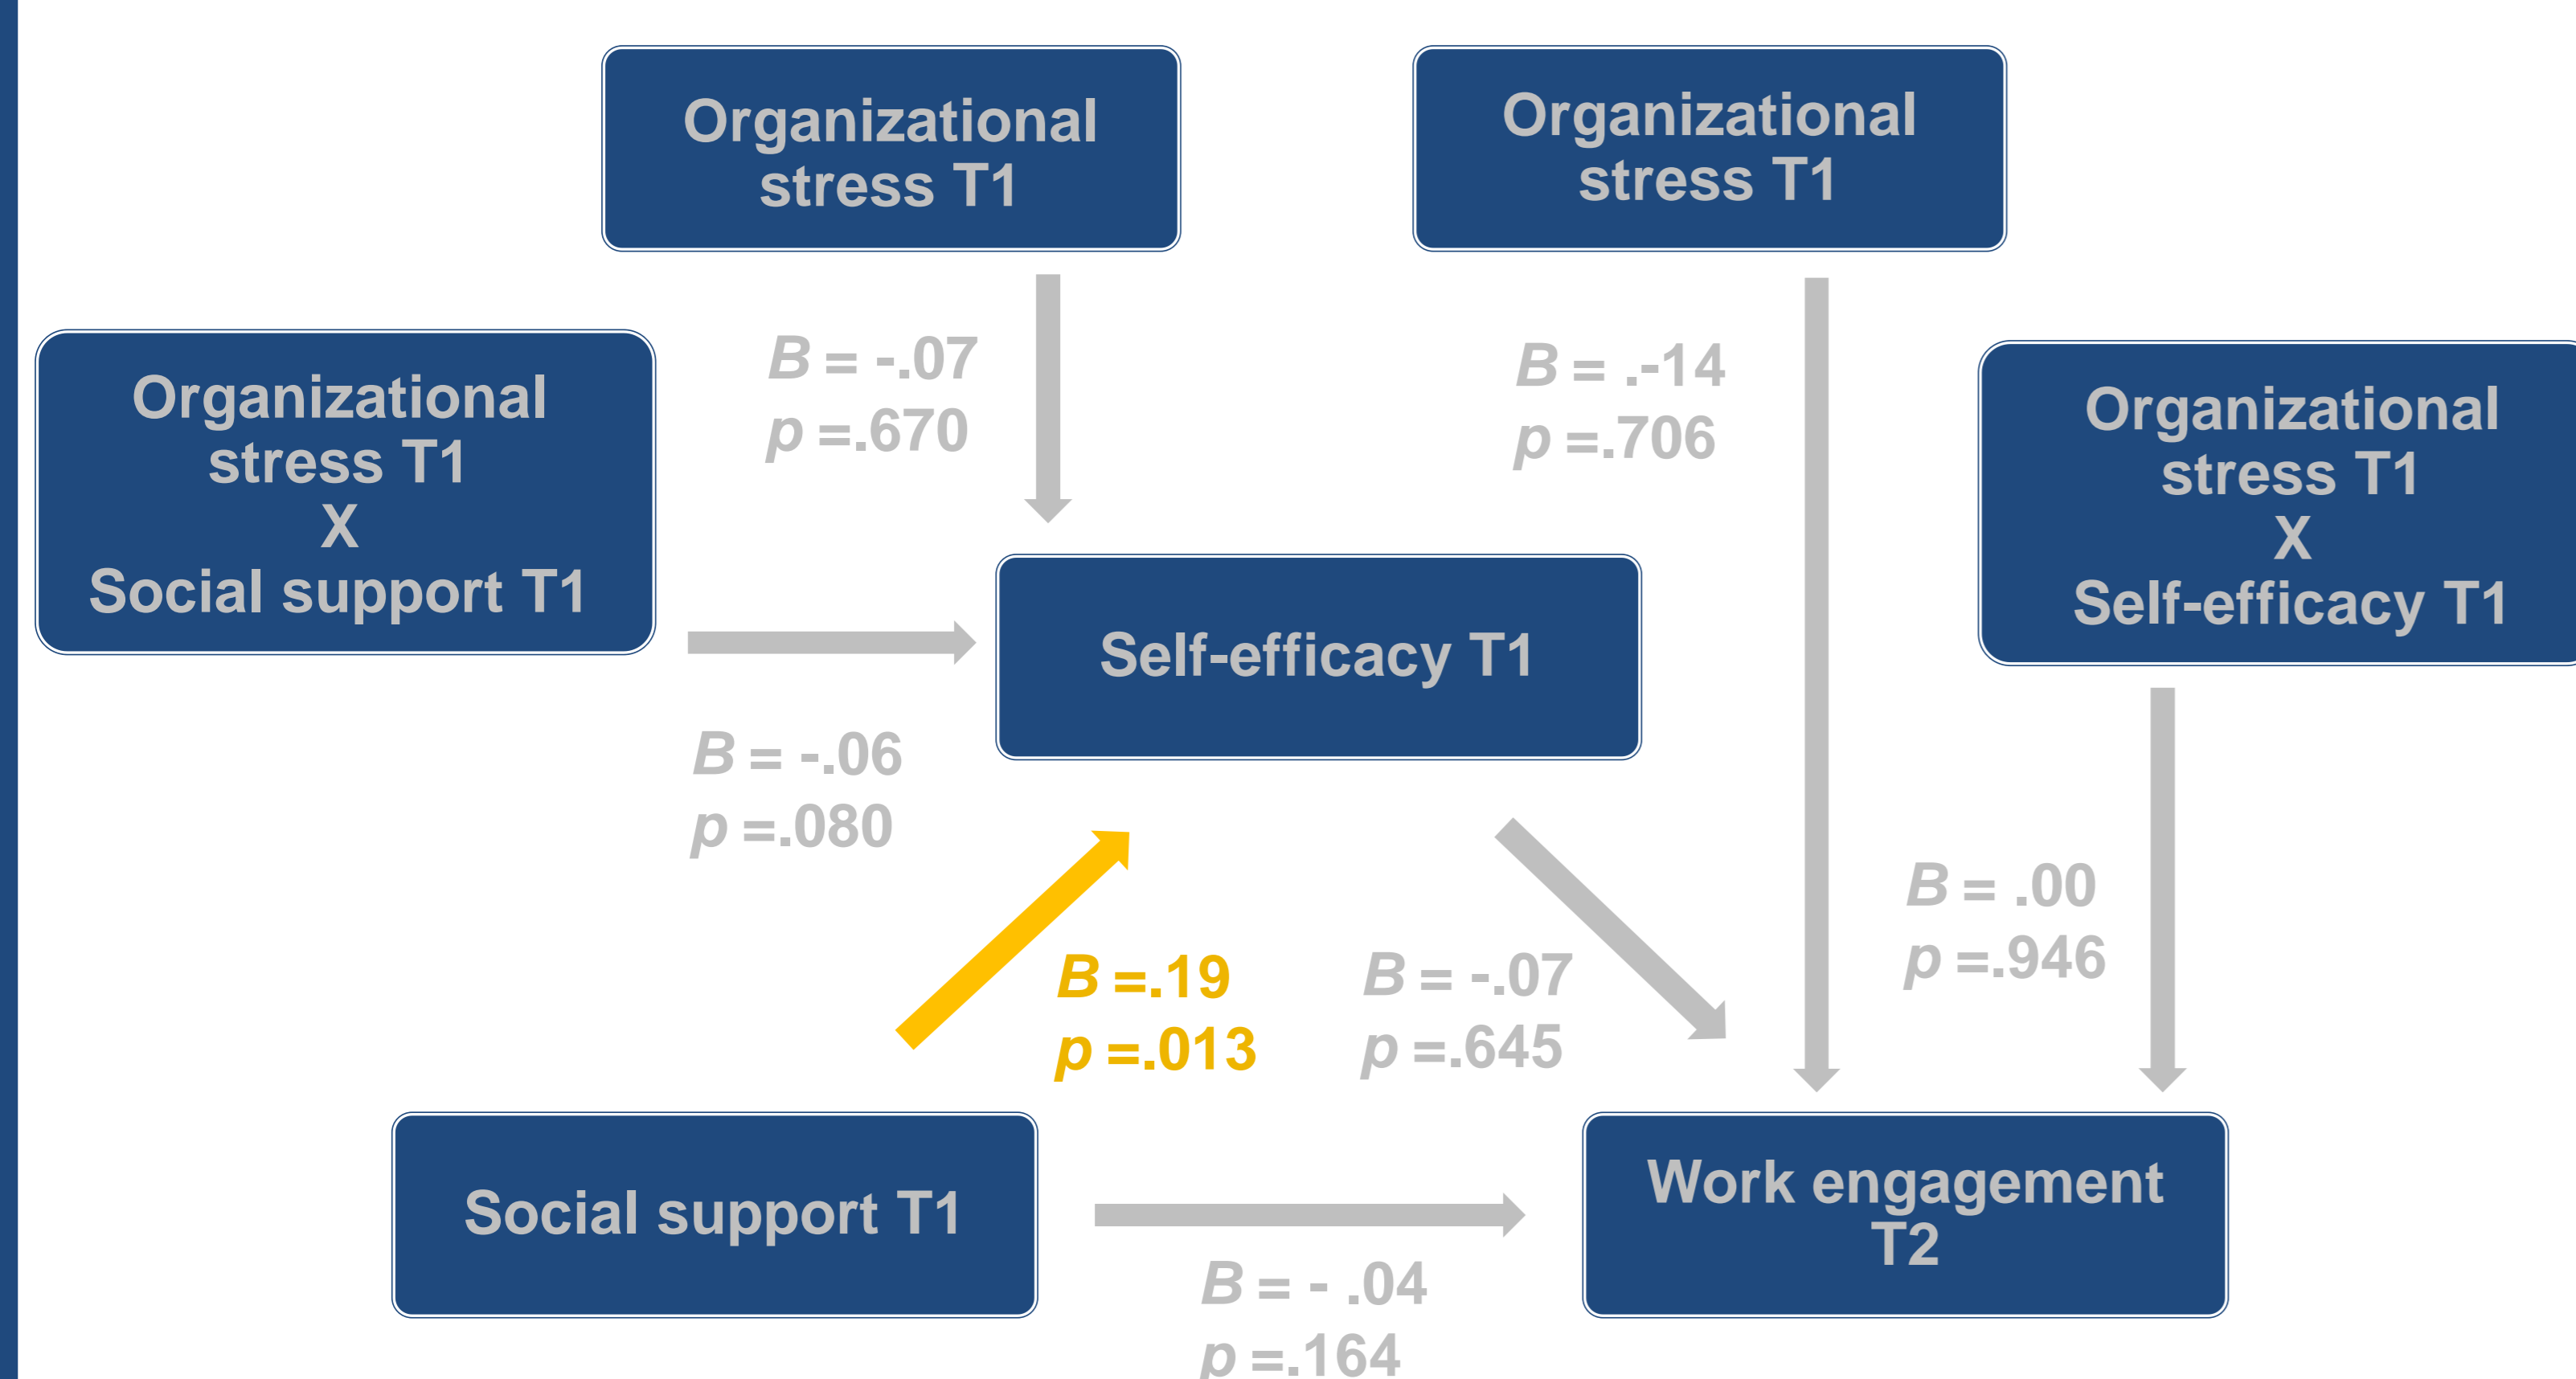 Organizational
stress T1
Organizational
stress T1
B = -.07
p =.670
B = .-14
p =.706
Organizational
stress T1
X
Social support T1
Organizational
stress T1
X
Self-efficacy T1
Self-efficacy T1
B = -.06
p =.080
B =.19
p =.013
B = -.07
p =.645
B = .00
p =.946
Social support T1
Work engagement
T2
B = - .04
p =.164